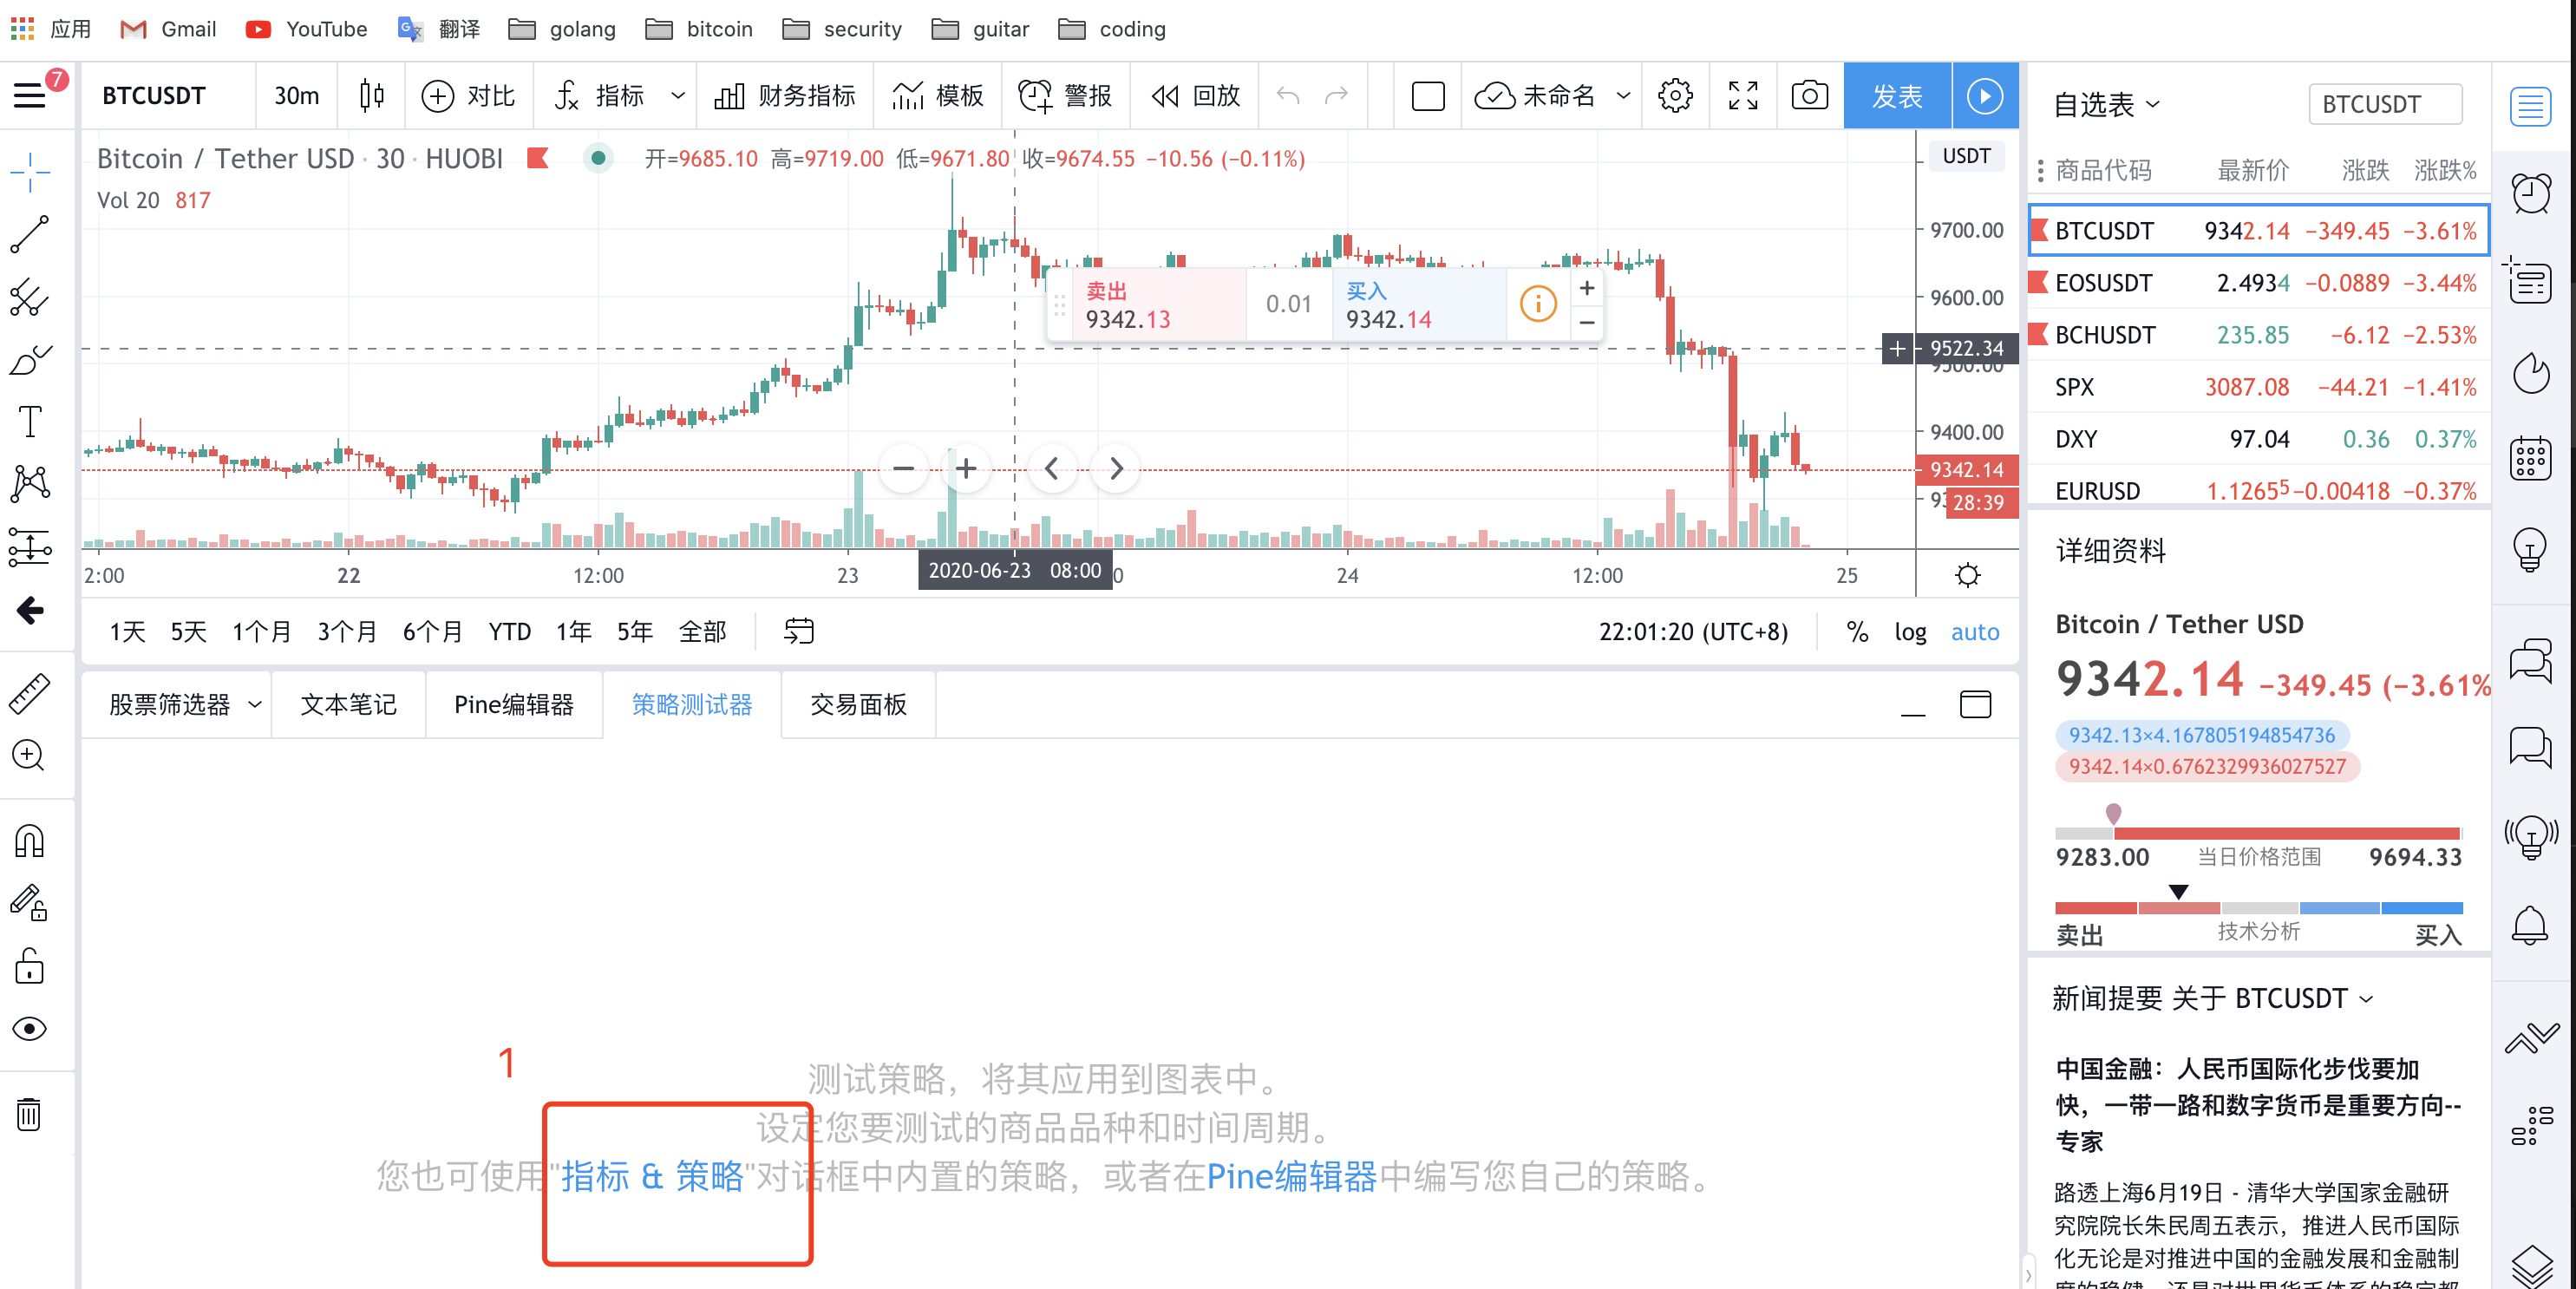 应用 Gmail YouTube 翻译 golang bitcoin security guitar coding
7
BTCUSDT 30m 对比 指标 财务指标 模板 警报 回放 未命名 发表
Bitcoin / Tether USD · 30 · HUOBI 开=9685.10 高=9719.00 低=9671.80 收=9674.55 −10.56 (−0.11%)
Vol 20 817
USDT
9700.00
9600.00
9522.34
9500.00
9400.00
9342.14
28:39
卖出
9342.13
0.01
买入
9342.14
2:00 22 12:00 23 2020-06-23 08:00 24 12:00 25
1天 5天 1个月 3个月 6个月 YTD 1年 5年 全部 22:01:20 (UTC+8) % log auto
股票筛选器 文本笔记 Pine编辑器 策略测试器 交易面板
1
测试策略，将其应用到图表中。
设定您要测试的商品品种和时间周期。
您也可使用"指标 & 策略"对话框中内置的策略，或者在Pine编辑器中编写您自己的策略。
自选表 BTCUSDT
商品代码 最新价 涨跌 涨跌%
BTCUSDT 9342.14 −349.45 −3.61%
EOSUSDT 2.4934 −0.0889 −3.44%
BCHUSDT 235.85 −6.12 −2.53%
SPX 3087.08 −44.21 −1.41%
DXY 97.04 0.36 0.37%
EURUSD 1.12655 −0.00418 −0.37%
详细资料
Bitcoin / Tether USD
9342.14 −349.45 (−3.61%
9342.13×4.167805194854736
9342.14×0.6762329936027527
9283.00 当日价格范围 9694.33
卖出 技术分析 买入
新闻提要 关于 BTCUSDT
中国金融：人民币国际化步伐要加
快，一带一路和数字货币是重要方向--
专家
路透上海6月19日 - 清华大学国家金融研
究院院长朱民周五表示，推进人民币国际
化无论是对推进中国的金融发展和金融制